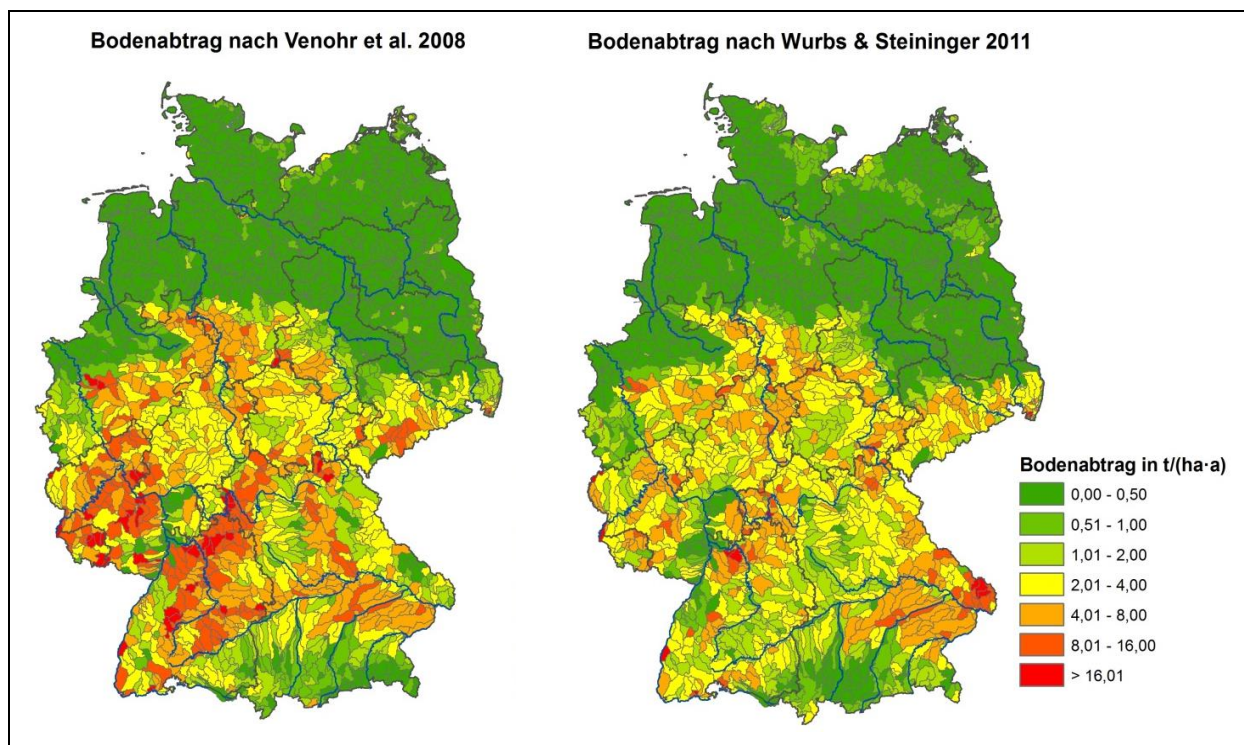 Bodenabtrag nach Venohr et al. 2008
Bodenabtrag nach Wurbs & Steininger 2011
Bodenabtrag in t/(ha·a)
0,00 - 0,50
0,51 - 1,00
1,01 - 2,00
2,01 - 4,00
4,01 - 8,00
8,01 - 16,00
> 16,01